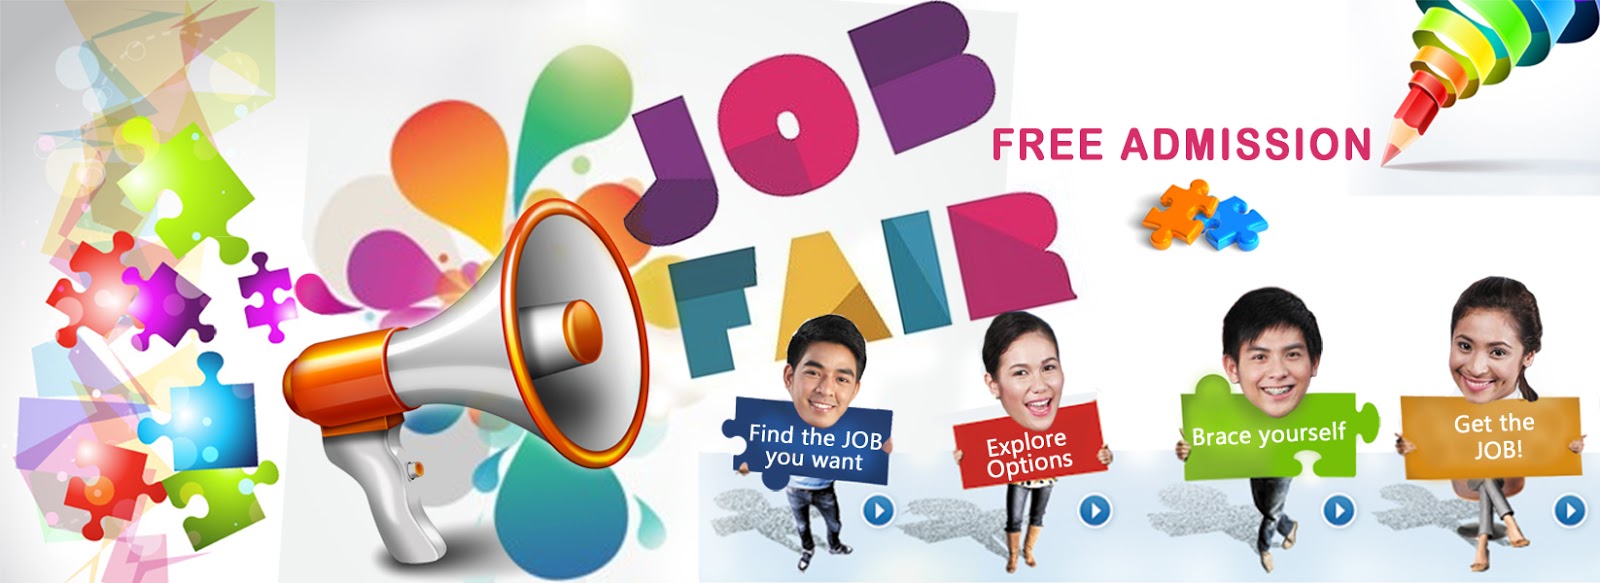 JOB
FAIR
FREE ADMISSION
Find the JOB
you want
Explore
Options
Brace yourself
Get the
JOB!